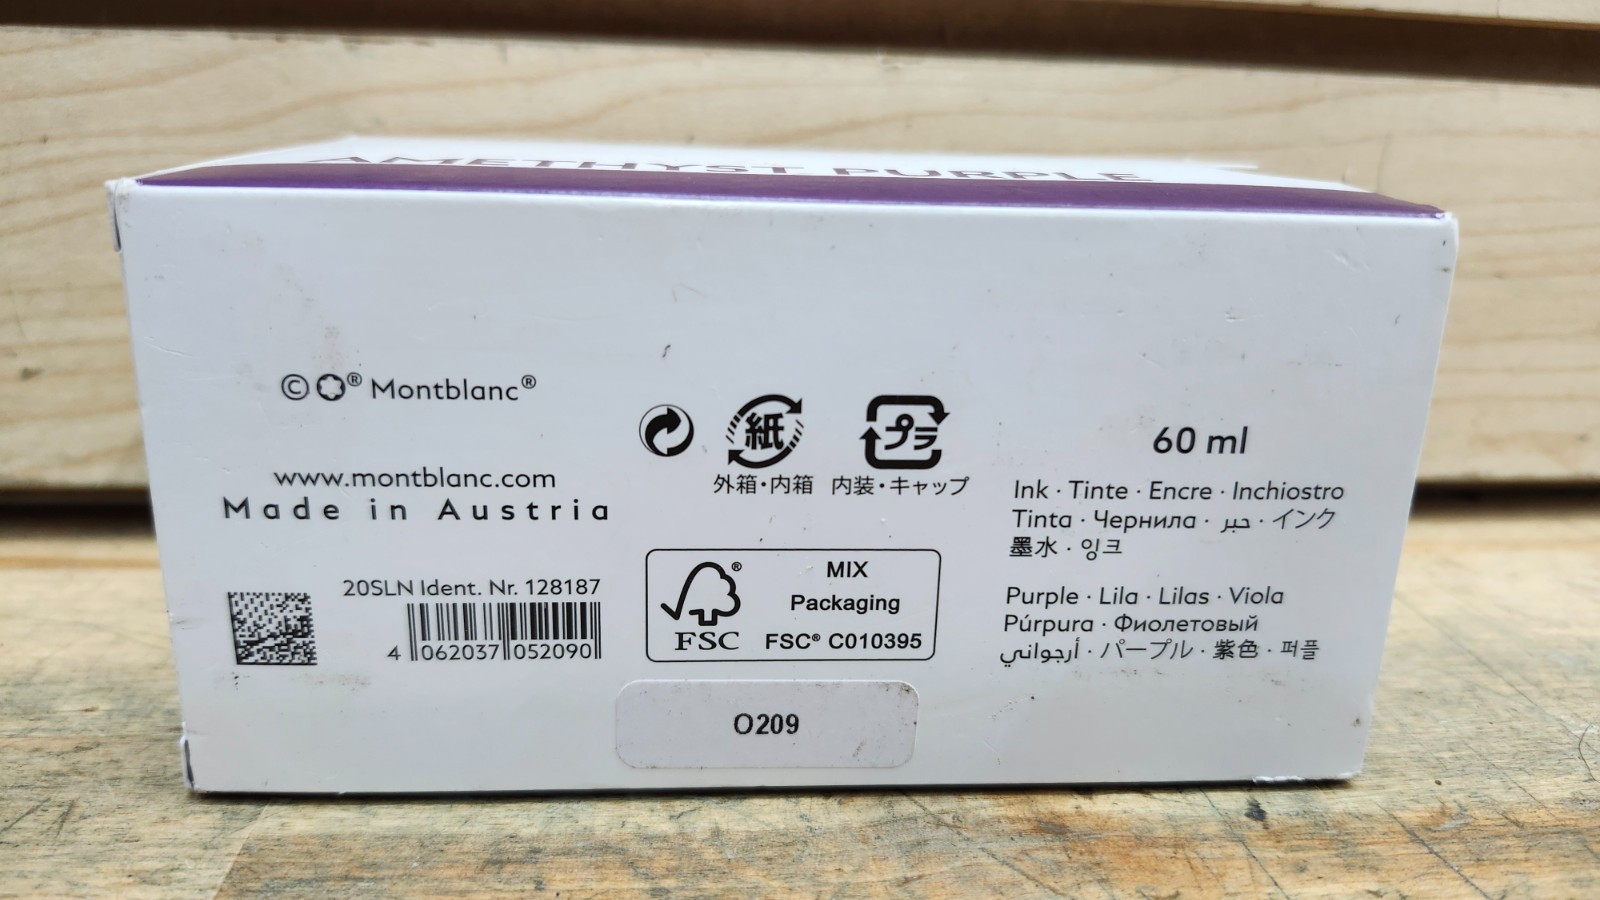 AMETHYST PURPLE
© ® Montblanc®
www.montblanc.com
Made in Austria
20SLN Ident. Nr. 128187
4 062037 052090
紙
外箱・内箱
プラ
内装・キャップ
MIX
Packaging
FSC® C010395
®
FSC
O209
60 ml
Ink · Tinte · Encre · Inchiostro
Tinta · Чернила · حبر · インク
墨水 · 잉크
Purple · Lila · Lilas · Viola
Púrpura · Фиолетовый
أرجواني · パープル · 紫色 · 퍼플